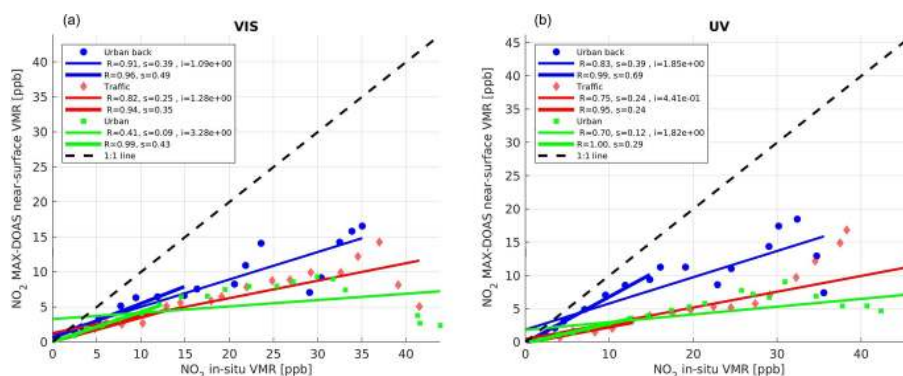 (a)
VIS
NO2 MAX-DOAS near-surface VMR [ppb]
40
35
30
25
20
15
10
5
0
Urban back
R=0.91, s=0.39 , i=1.09e+00
R=0.96, s=0.49
Traffic
R=0.82, s=0.25 , i=1.28e+00
R=0.94, s=0.35
Urban
R=0.41, s=0.09 , i=3.28e+00
R=0.99, s=0.43
1:1 line
0 5 10 15 20 25 30 35 40
NO2 in-situ VMR [ppb]
(b)
UV
NO2 MAX-DOAS near-surface VMR [ppb]
45
40
35
30
25
20
15
10
5
0
Urban back
R=0.83, s=0.39 , i=1.85e+00
R=0.99, s=0.69
Traffic
R=0.75, s=0.24 , i=4.41e-01
R=0.95, s=0.24
Urban
R=0.70, s=0.12 , i=1.82e+00
R=1.00, s=0.29
1:1 line
0 5 10 15 20 25 30 35 40 45
NO2 in-situ VMR [ppb]